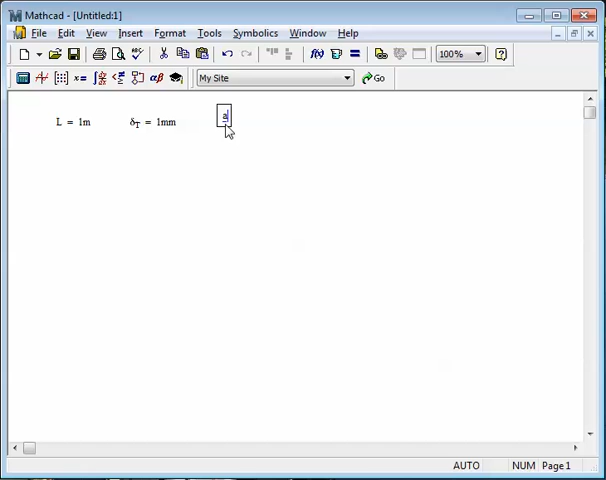 Mathcad - [Untitled:1]
File Edit View Insert Format Tools Symbolics Window Help
100%
f(x)
αβ My Site Go
L = 1m δT = 1mm a
AUTO NUM Page 1